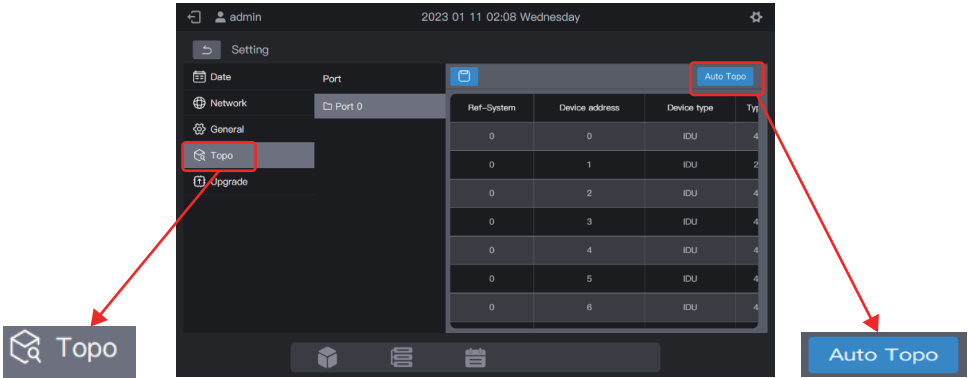 admin 2023 01 11 02:08 Wednesday
Setting
Date
Network
General
Topo
Upgrade
Port
Port 0
Auto Topo
Ref-System Device address Device type Typ
0 0 IDU 4
0 1 IDU 2
0 2 IDU 4
0 3 IDU 4
0 4 IDU 4
0 5 IDU 4
0 6 IDU 4
Topo
Auto Topo